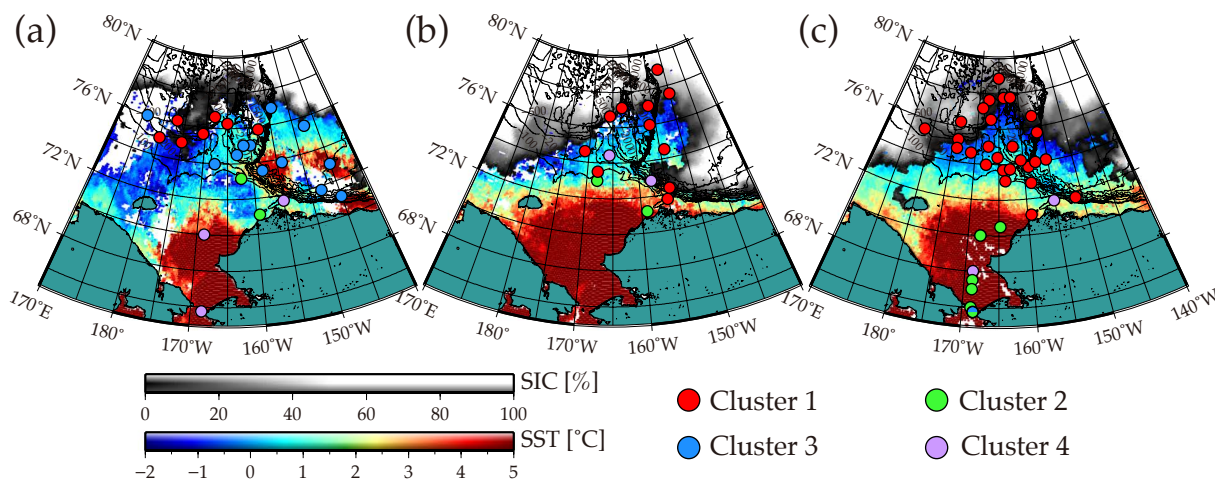 (a)
(b)
(c)
80°N
76°N
72°N
68°N
170°E
180°
170°W
160°W
150°W
80°N
76°N
72°N
68°N
170°E
180°
170°W
160°W
150°W
80°N
76°N
72°N
68°N
170°E
180°
170°W
160°W
150°W
140°W
SIC [%]
0 20 40 60 80 100
SST [°C]
−2 −1 0 1 2 3 4 5
Cluster 1
Cluster 2
Cluster 3
Cluster 4